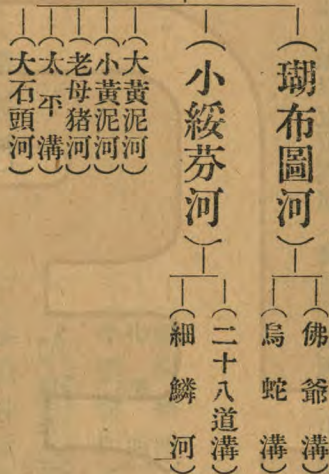 (瑚布圖河)
(佛爺溝)
(烏蛇溝)
(小綏芬河)
(二十八道溝)
(細鱗河)
(大黃泥河)
(小黃泥河)
(老母猪河)
(太平溝)
(大石頭河)